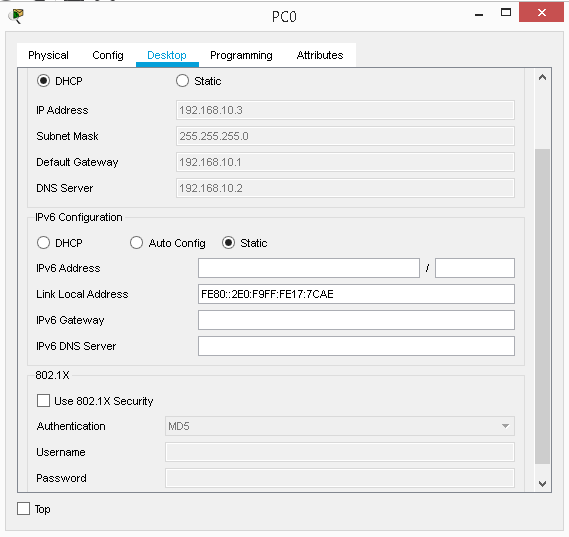 PC0
Physical Config Desktop Programming Attributes
DHCP Static
IP Address 192.168.10.3
Subnet Mask 255.255.255.0
Default Gateway 192.168.10.1
DNS Server 192.168.10.2
IPv6 Configuration
DHCP Auto Config Static
IPv6 Address /
Link Local Address FE80::2E0:F9FF:FE17:7CAE
IPv6 Gateway
IPv6 DNS Server
802.1X
Use 802.1X Security
Authentication MD5
Username
Password
Top